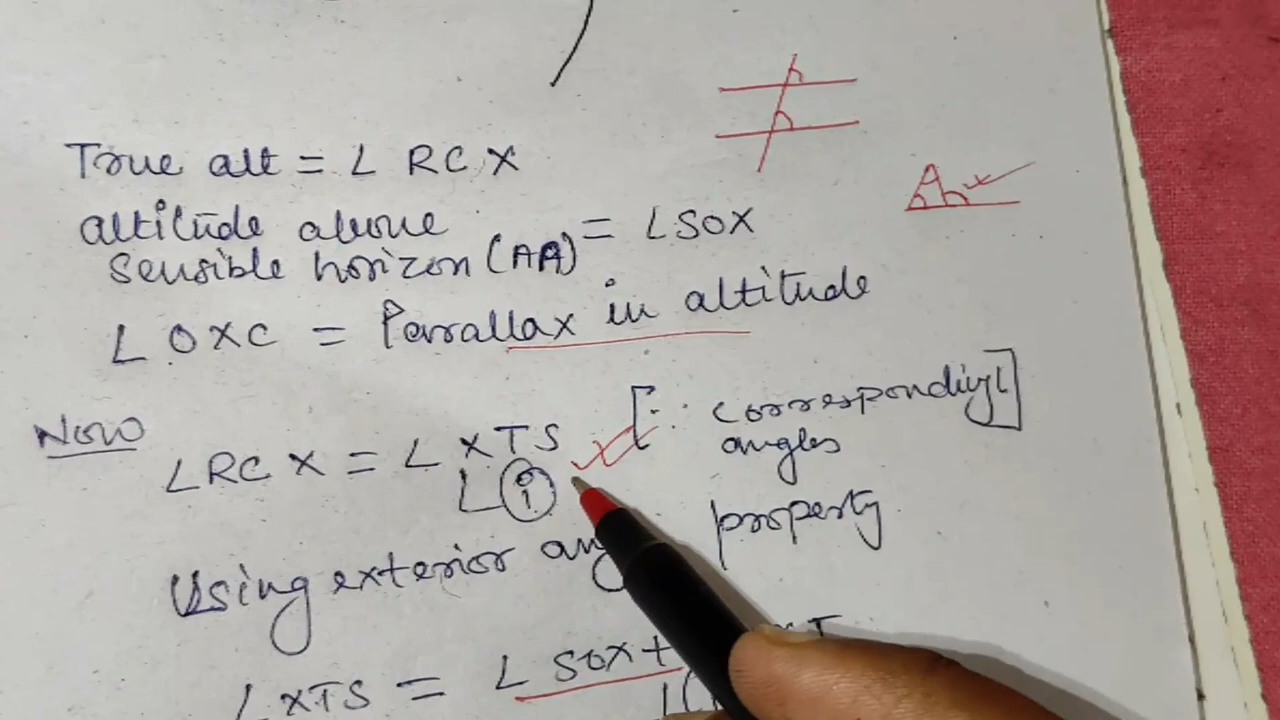 True alt = ∠ RCX
altitude above
sensible horizon (AA) = ∠SOX
∠ OXC = Parallax in altitude
Now
∠RCX = ∠ XTS [∵ corresponding]
∠ i angles
property
Using exterior
∠XTS = ∠ SOX +